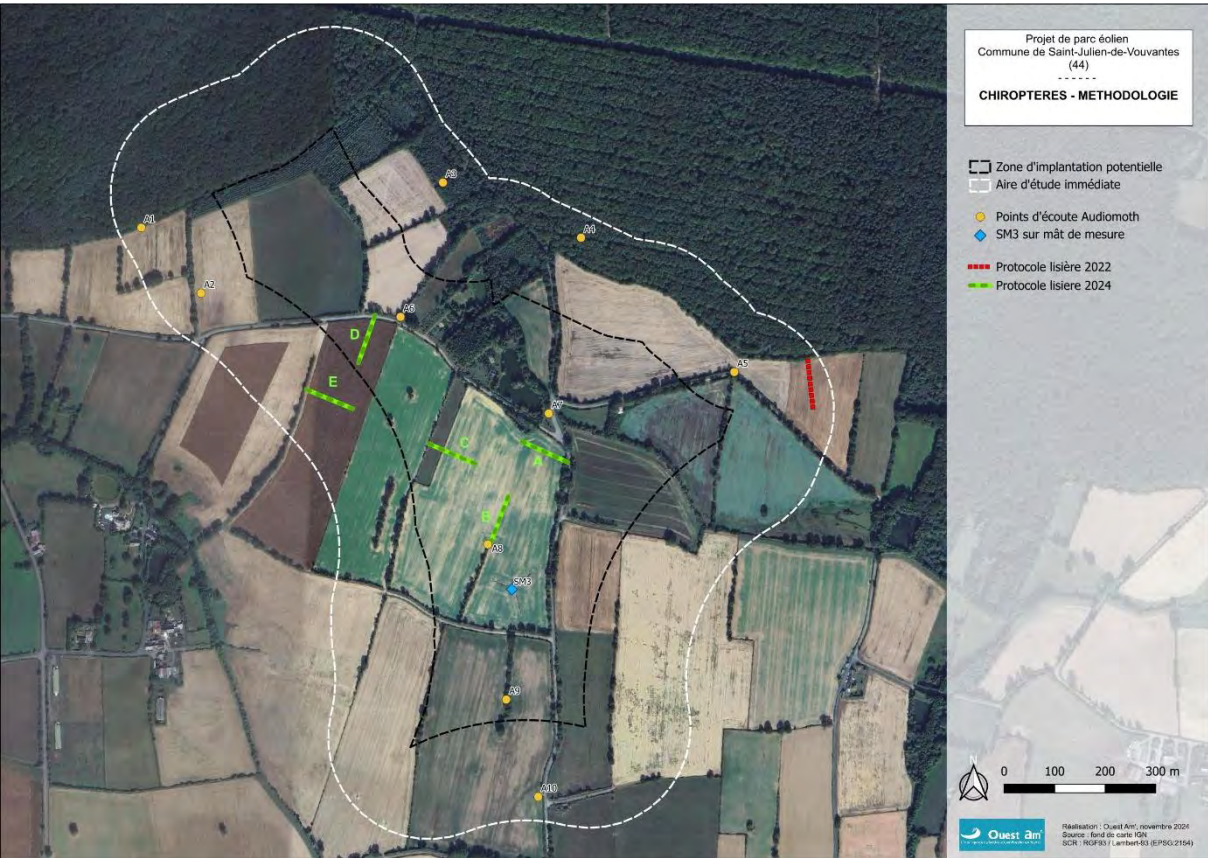 Projet de parc éolien
Commune de Saint-Julien-de-Vouvantes
(44)
------
CHIROPTERES - METHODOLOGIE
Zone d'implantation potentielle
Aire d'étude immédiate
Points d'écoute Audiomoth
SM3 sur mât de mesure
Protocole lisière 2022
Protocole lisiere 2024
A1
A2
A3
A4
A5
A6
A7
A8
A9
A10
SM3
D
E
C
A
B
N
0 100 200 300 m
Ouest Am'
Réalisation : Ouest Am', novembre 2024
Source : fond de carte IGN
SCR : RGF93 / Lambert-93 (EPSG:2154)